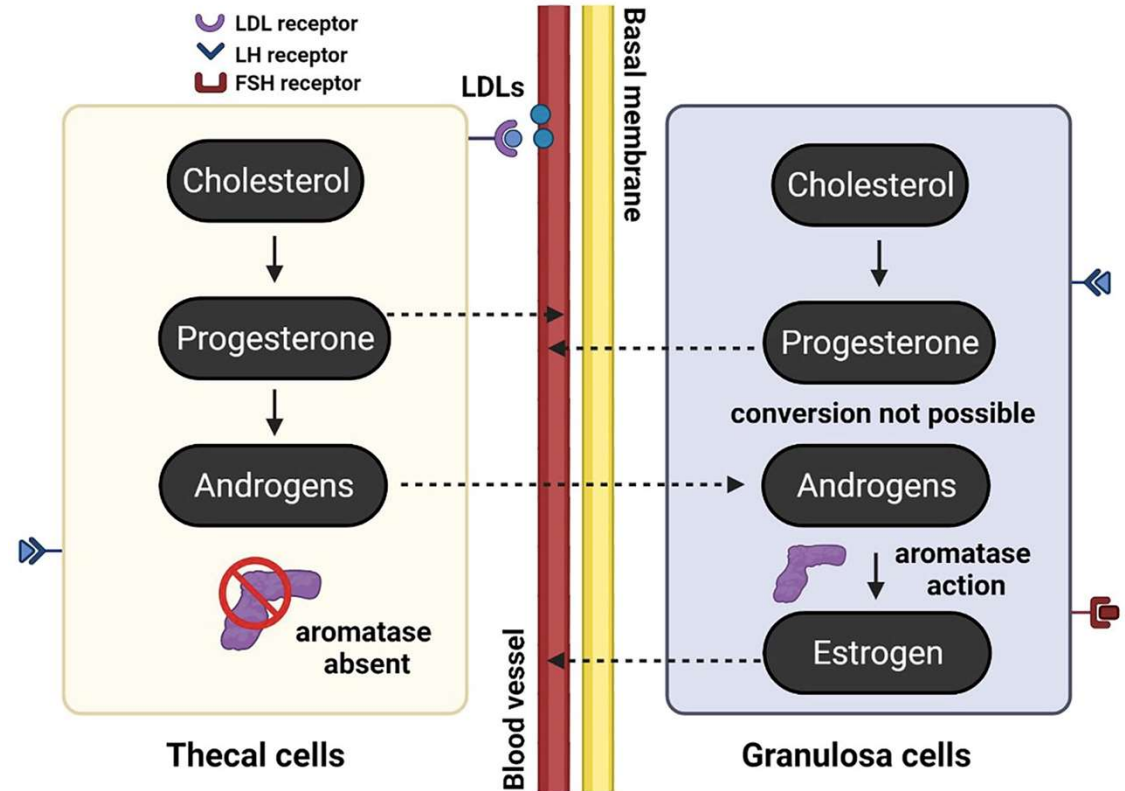 LDL receptor
LH receptor
FSH receptor
LDLs
Basal membrane
Cholesterol
Cholesterol
Progesterone
Progesterone
conversion not possible
Androgens
Androgens
aromatase
action
aromatase
absent
Estrogen
Blood vessel
Thecal cells
Granulosa cells